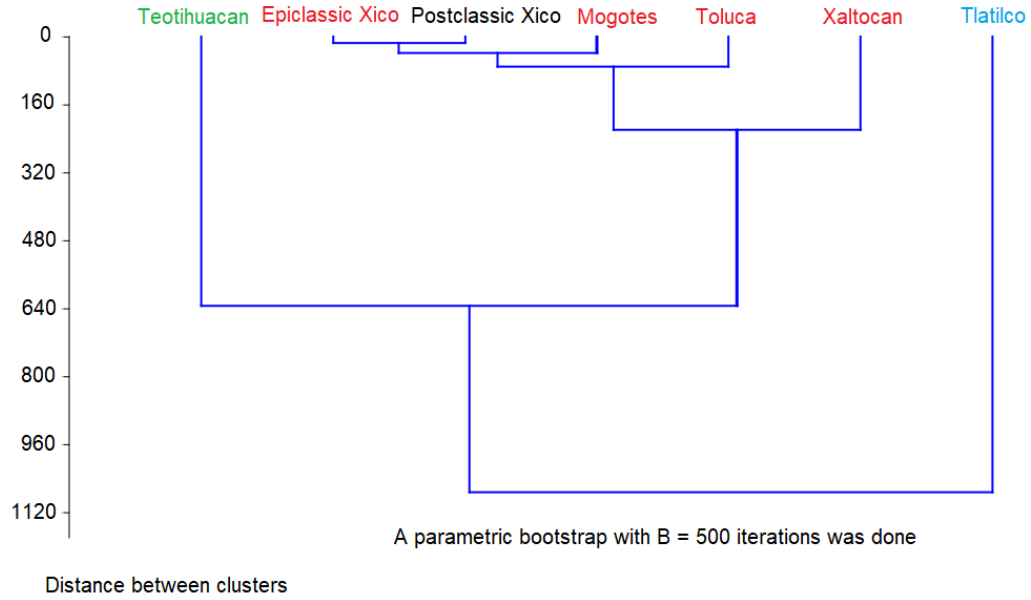 Teotihuacan Epiclassic Xico Postclassic Xico Mogotes Toluca Xaltocan Tlatilco
0
160
320
480
640
800
960
1120
A parametric bootstrap with B = 500 iterations was done
Distance between clusters